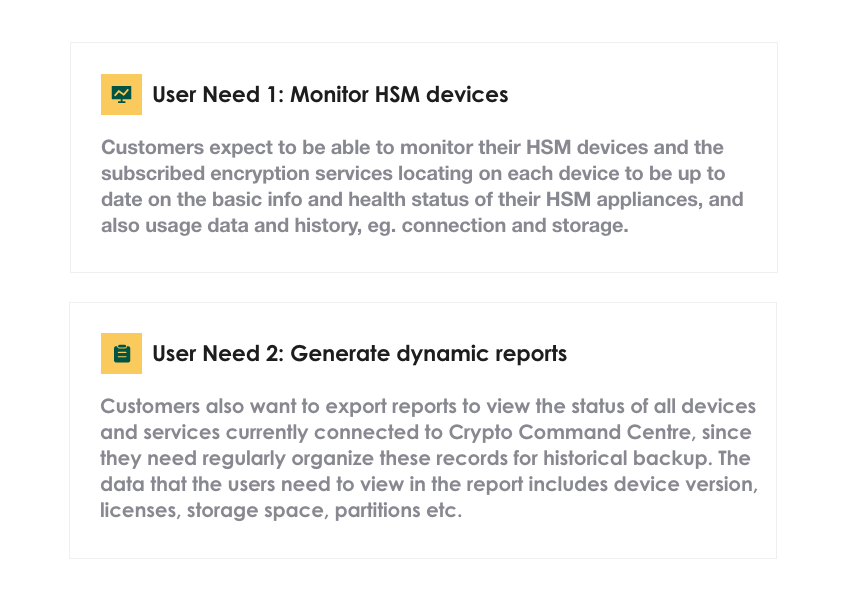 User Need 1: Monitor HSM devices
Customers expect to be able to monitor their HSM devices and the
subscribed encryption services locating on each device to be up to
date on the basic info and health status of their HSM appliances, and
also usage data and history, eg. connection and storage.
User Need 2: Generate dynamic reports
Customers also want to export reports to view the status of all devices
and services currently connected to Crypto Command Centre, since
they need regularly organize these records for historical backup. The
data that the users need to view in the report includes device version,
licenses, storage space, partitions etc.